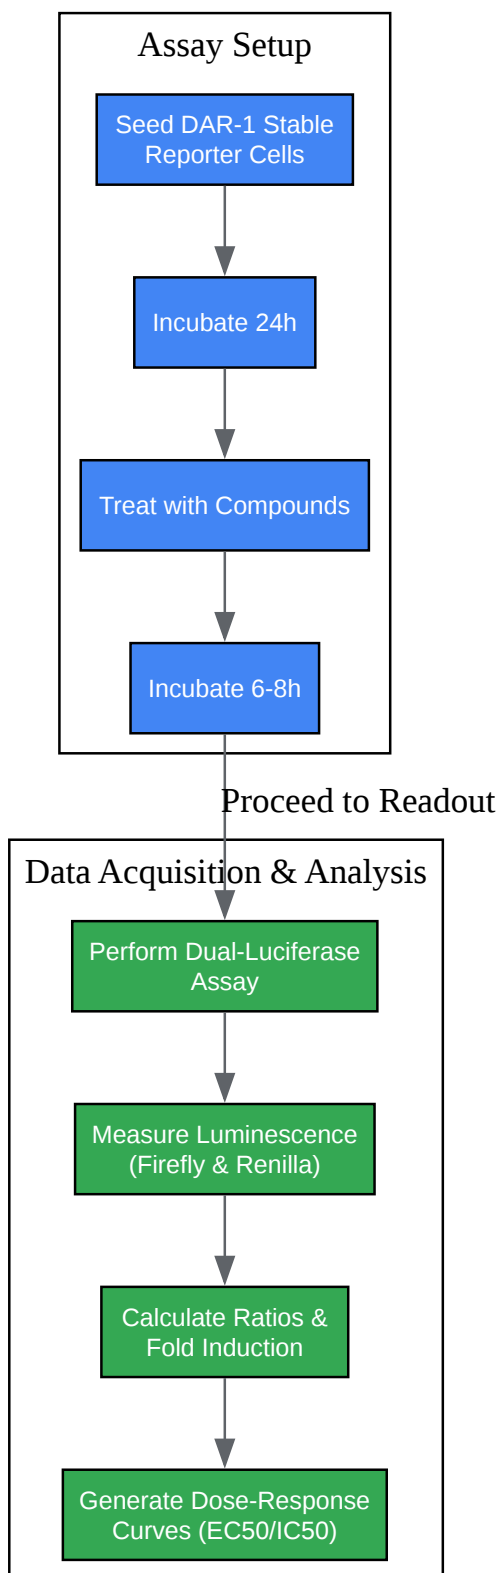 Assay Setup
Seed DAR-1 Stable
Reporter Cells
Incubate 24h
Treat with Compounds
Incubate 6-8h
Proceed to Readout
Data Acquisition & Analysis
Perform Dual-Luciferase
Assay
Measure Luminescence
(Firefly & Renilla)
Calculate Ratios &
Fold Induction
Generate Dose-Response
Curves (EC50/IC50)